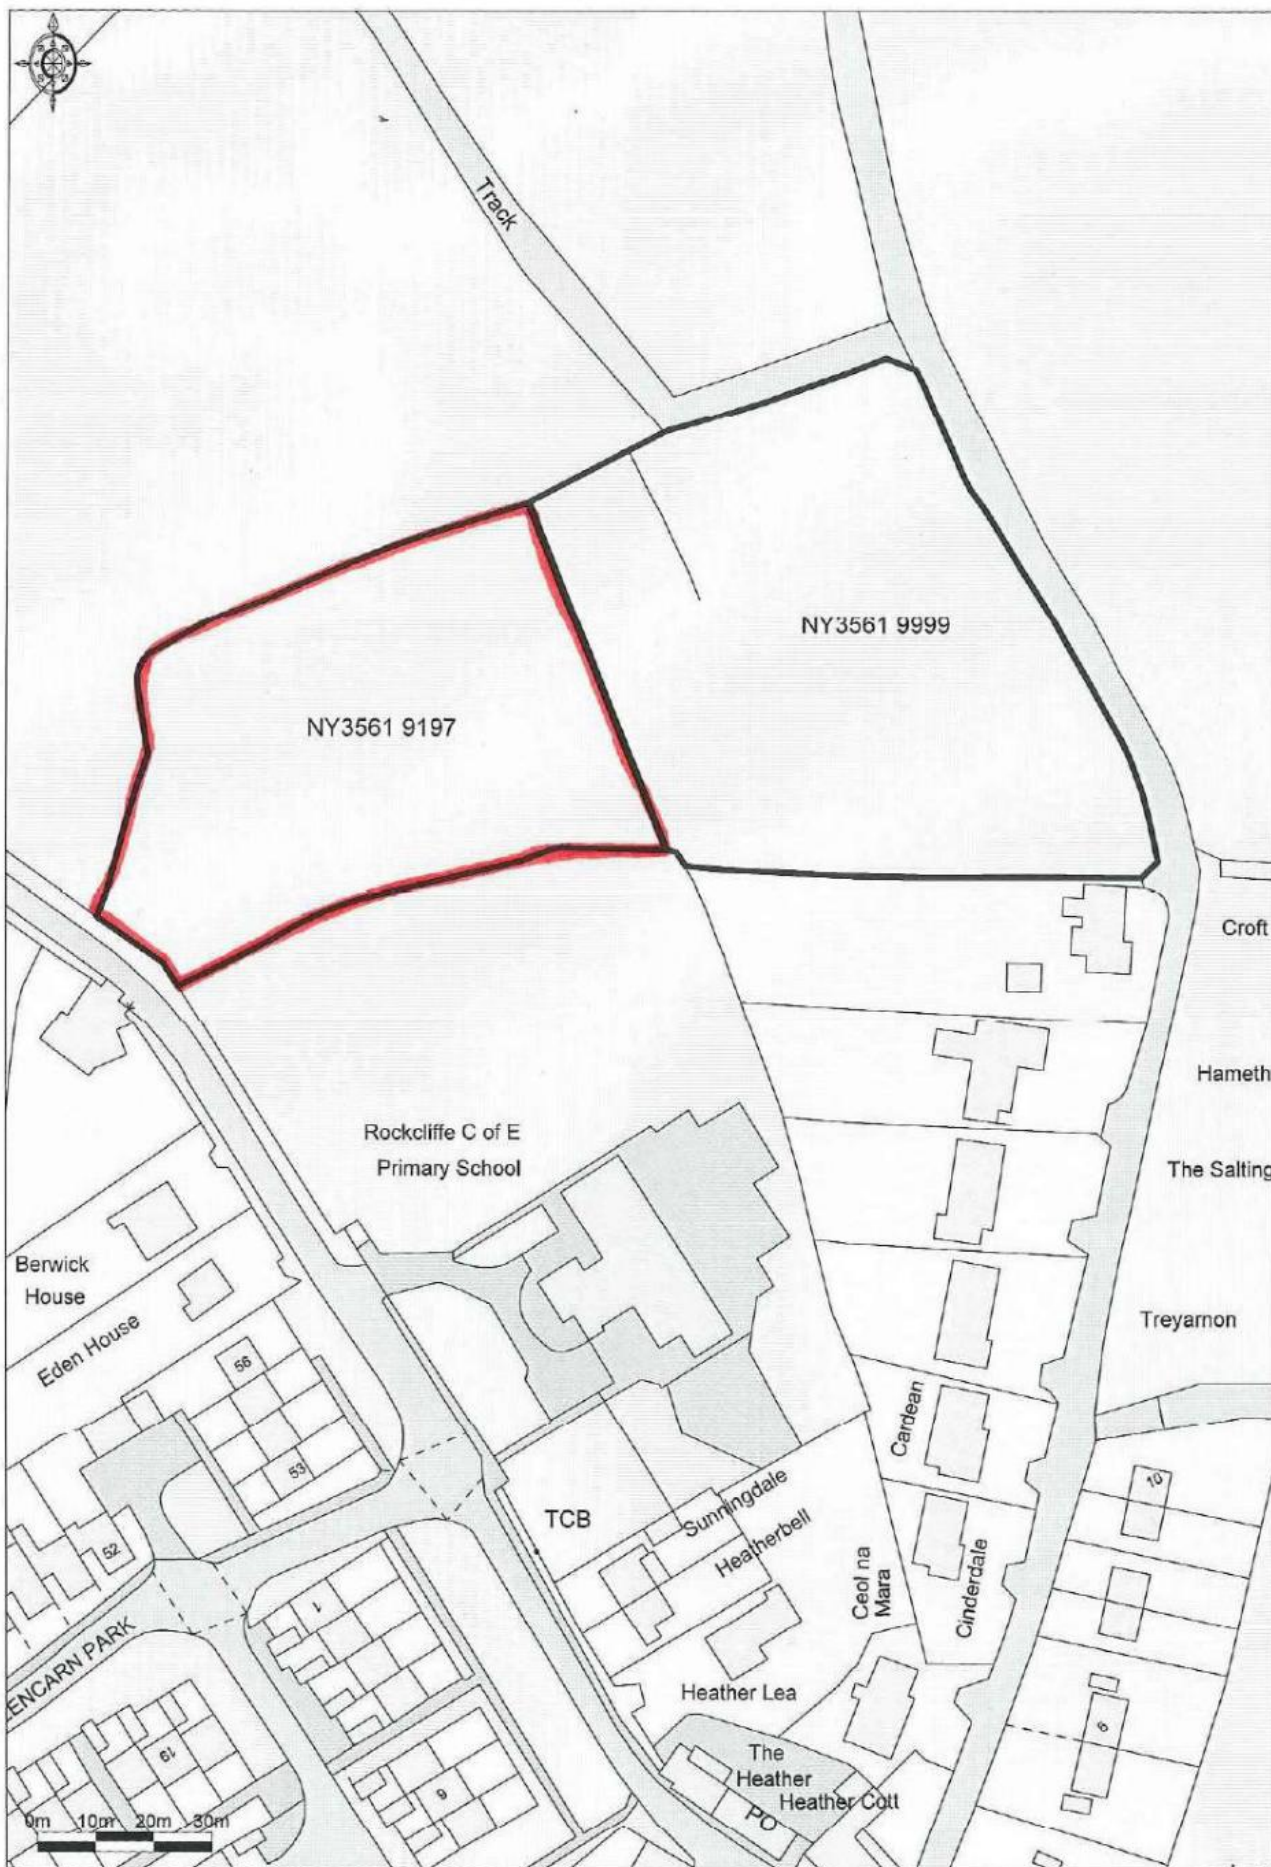 Track
NY3561 9999
NY3561 9197
Croft
Hameth
Rockcliffe C of E
Primary School
The Salting
Berwick
House
Eden House
Treyarnon
56
Cardean
53
10
TCB
Sunningdale
Heatherbell
52
Ceol na
Mara
Cinderdale
1
ENCARN PARK
Heather Lea
19
6
6
The
Heather
Heather Cott
PO
0m 10m 20m 30m